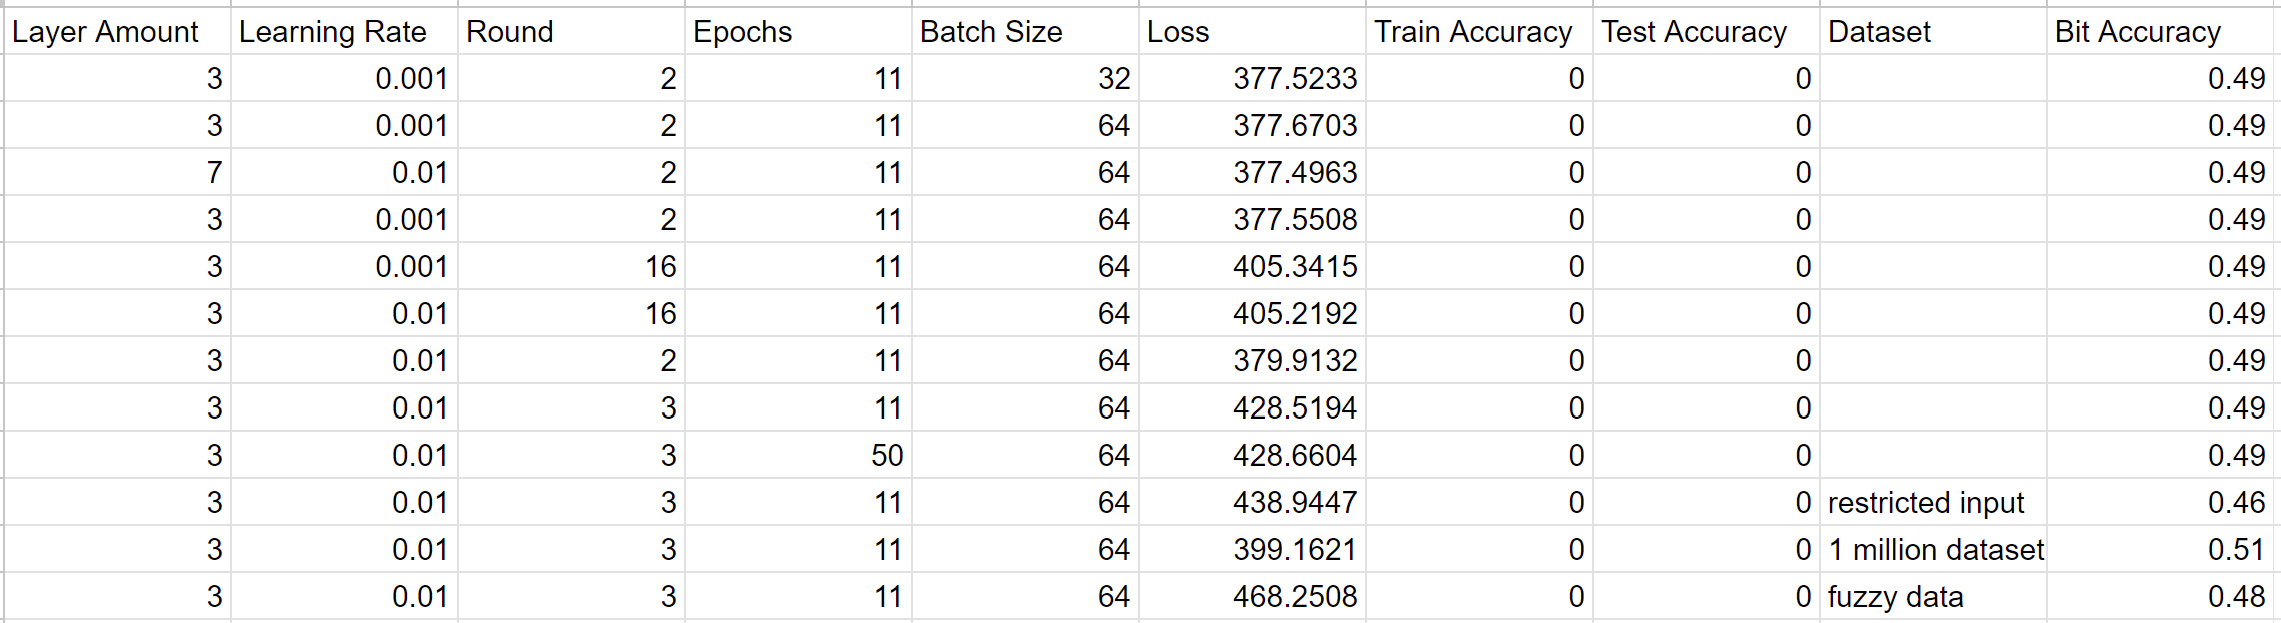 Layer Amount Learning Rate Round Epochs Batch Size Loss Train Accuracy Test Accuracy Dataset Bit Accuracy
3 0.001 2 11 32 377.5233 0 0 0.49
3 0.001 2 11 64 377.6703 0 0 0.49
7 0.01 2 11 64 377.4963 0 0 0.49
3 0.001 2 11 64 377.5508 0 0 0.49
3 0.001 16 11 64 405.3415 0 0 0.49
3 0.01 16 11 64 405.2192 0 0 0.49
3 0.01 2 11 64 379.9132 0 0 0.49
3 0.01 3 11 64 428.5194 0 0 0.49
3 0.01 3 50 64 428.6604 0 0 0.49
3 0.01 3 11 64 438.9447 0 0 restricted input 0.46
3 0.01 3 11 64 399.1621 0 0 1 million dataset 0.51
3 0.01 3 11 64 468.2508 0 0 fuzzy data 0.48